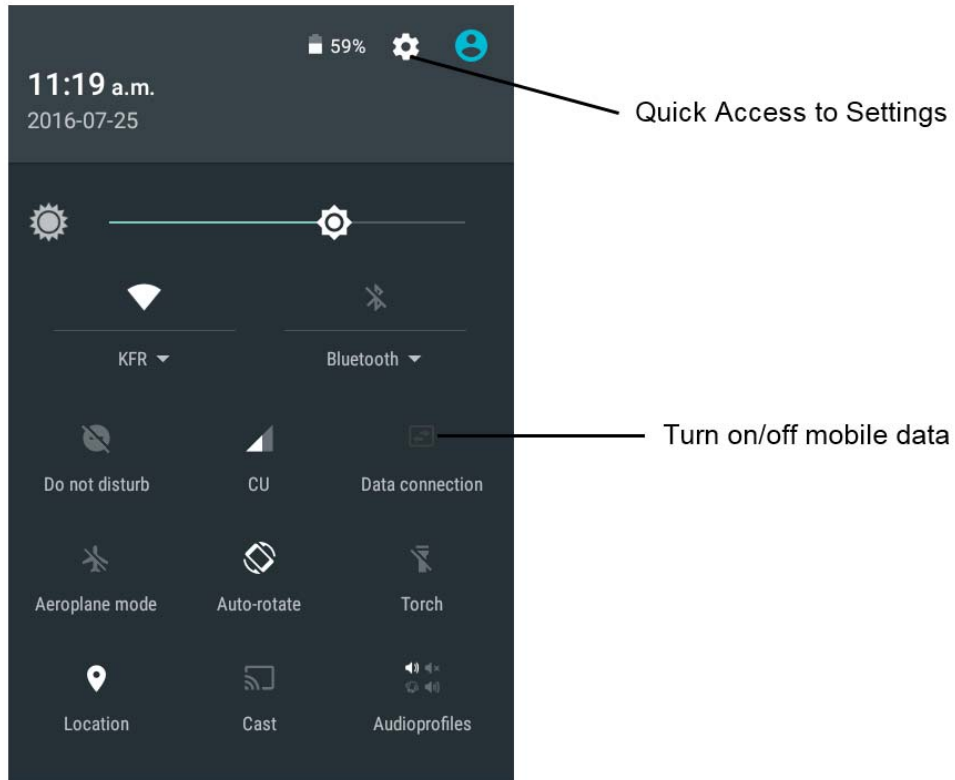 59%
11:19 a.m.
2016-07-25
Quick Access to Settings
KFR
Bluetooth
Turn on/off mobile data
Do not disturb
CU
Data connection
Aeroplane mode
Auto-rotate
Torch
Location
Cast
Audioprofiles